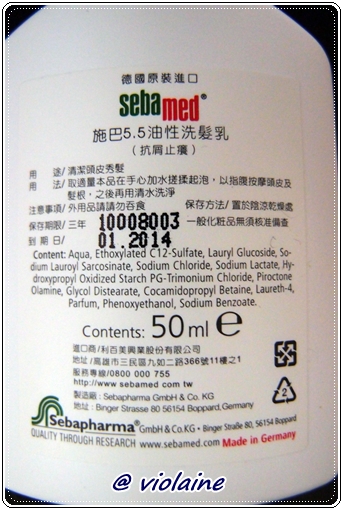 德國原裝進口
sebamed®
施巴5.5油性洗髮乳
（抗屑止癢）
用　　途/清潔頭皮秀髮
用　　法/取適量本品在手心加水搓揉起泡，以指腹按摩頭皮及
髮根，之後再用清水洗淨
注意事項/外用品請勿吞食　保存方法/置於陰涼乾燥處
保存期限/三年 10008003 一般化粧品無須核准備查
到期日/ 01.2014
Content: Aqua, Ethoxylated C12-Sulfate, Lauryl Glucoside, So-
dium Lauroyl Sarcosinate, Sodium Chloride, Sodium Lactate, Hy-
droxypropyl Oxidized Starch PG-Trimonium Chloride, Piroctone
Olamine, Glycol Distearate, Cocamidopropyl Betaine, Laureth-4,
Parfum, Phenoxyethanol, Sodium Benzoate.
Contents: 50 ml ℮
進口商/利百美興業股份有限公司
地址/高雄市三民區九如二路366號11樓之1
服務專線/0800 000 755
http://www.sebamed com tw
製造廠: Sebapharma GmbH & Co. KG
地址: Binger Strasse 80 56154 Boppard,Germany
Sebapharma GmbH & Co. KG • Binger Straße 80, 56154 Boppard
QUALITY THROUGH RESEARCH www.sebamed.com Made in Germany
2
@ violaine